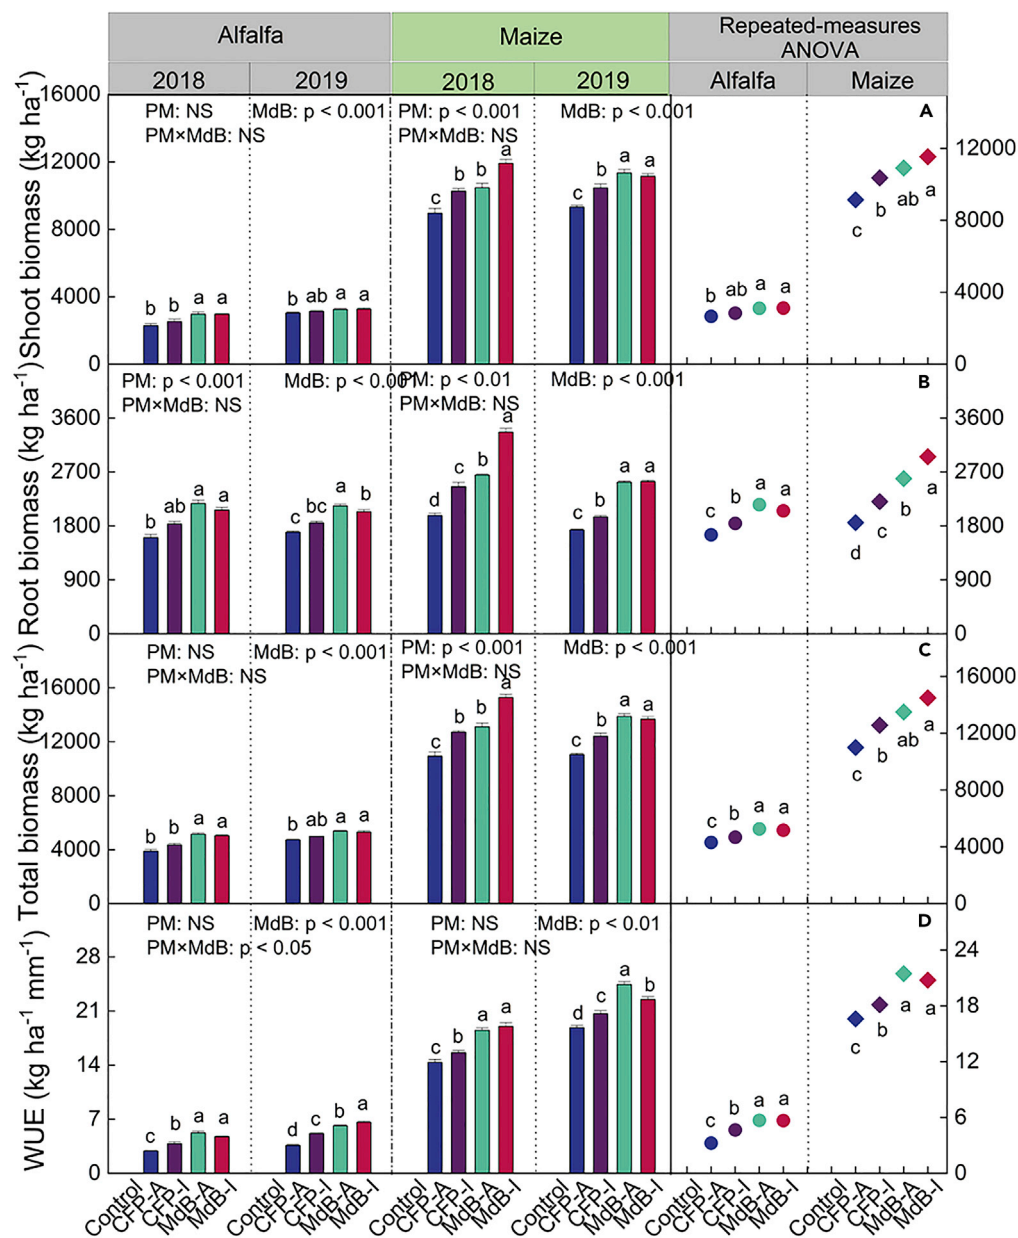 Alfalfa
Maize
Repeated-measures
ANOVA
2018
2019
2018
2019
Alfalfa
Maize
Shoot biomass (kg ha⁻¹)
16000
12000
8000
4000
0
PM: NS
MdB: p < 0.001
PM×MdB: NS
PM: p < 0.001
MdB: p < 0.001
PM×MdB: NS
A
b b a a
b ab a a
c b b a
c b a a
b ab a a
c b ab a
12000
8000
4000
0
Root biomass (kg ha⁻¹)
3600
2700
1800
900
0
PM: p < 0.001
MdB: p < 0.001
PM×MdB: NS
PM: p < 0.01
MdB: p < 0.001
PM×MdB: NS
B
b ab a a
c bc a b
d c b a
c b a a
c b a a
d c b a
3600
2700
1800
900
0
Total biomass (kg ha⁻¹)
16000
12000
8000
4000
0
PM: NS
MdB: p < 0.001
PM×MdB: NS
PM: p < 0.001
MdB: p < 0.001
PM×MdB: NS
C
b b a a
b ab a a
c b b a
c b a a
c b a a
c b ab a
16000
12000
8000
4000
0
WUE (kg ha⁻¹ mm⁻¹)
28
21
14
7
0
PM: NS
MdB: p < 0.001
PM×MdB: p < 0.05
PM: NS
MdB: p < 0.01
PM×MdB: NS
D
c b a a
d c b a
c b a a
d c a b
c b a a
c b a a
24
18
12
6
0
Control CFP-A CFP-I MdB-A MdB-I
Control CFP-A CFP-I MdB-A MdB-I
Control CFP-A CFP-I MdB-A MdB-I
Control CFP-A CFP-I MdB-A MdB-I
Control CFP-A CFP-I MdB-A MdB-I
Control CFP-A CFP-I MdB-A MdB-I